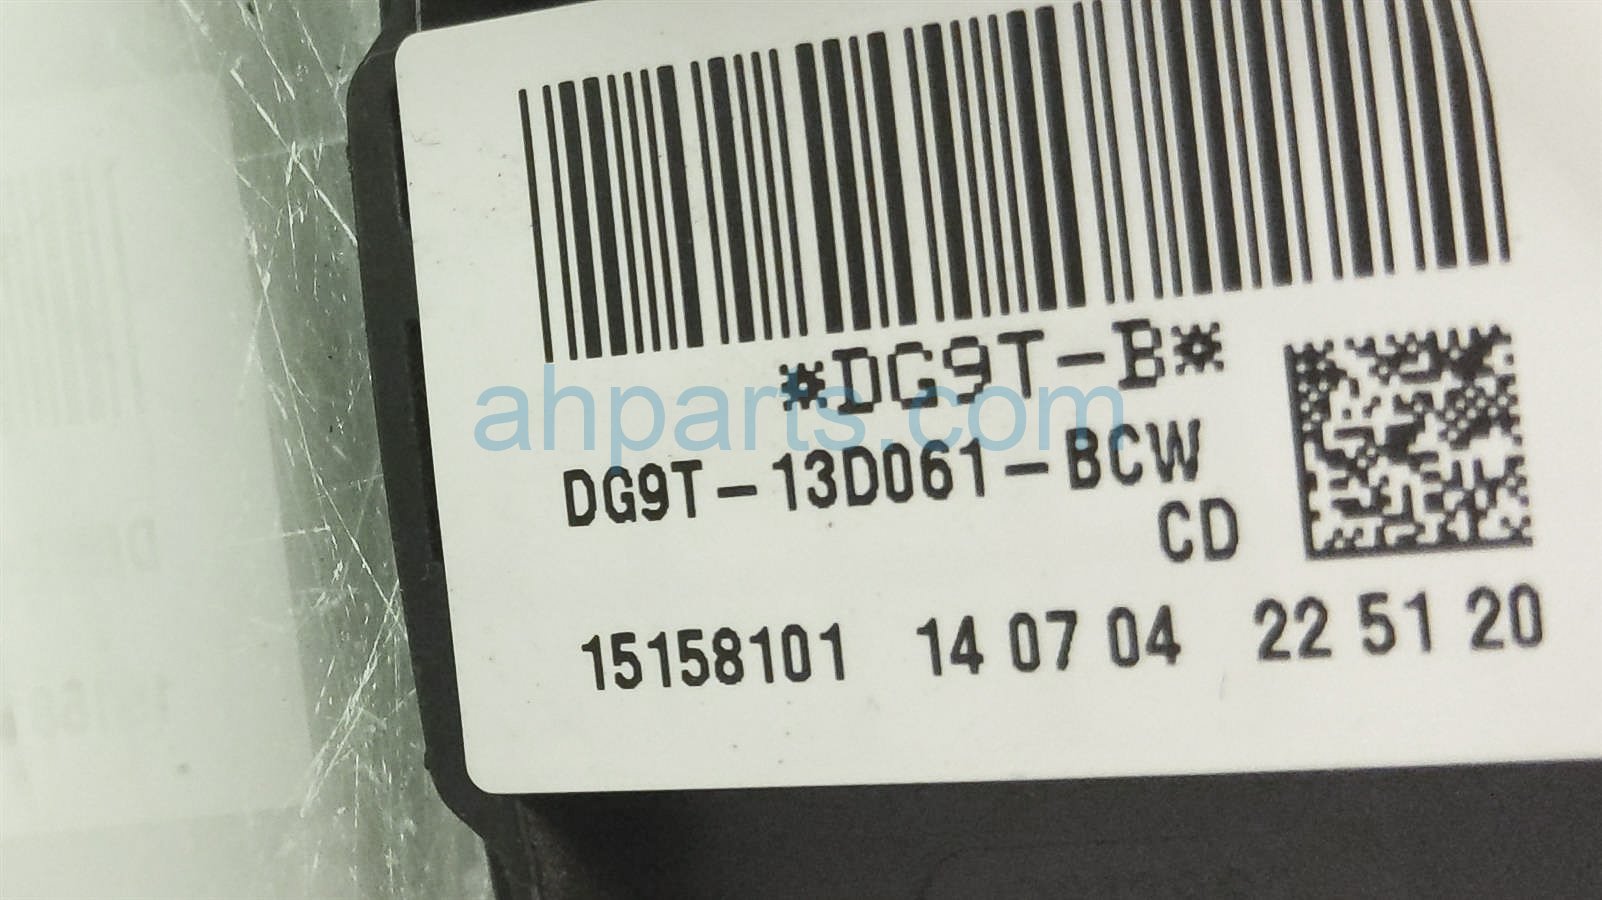 *DG9T-B*
ahparts.com
DG9T-13D061-BCW
CD
15158101 14 07 04 22 51 20